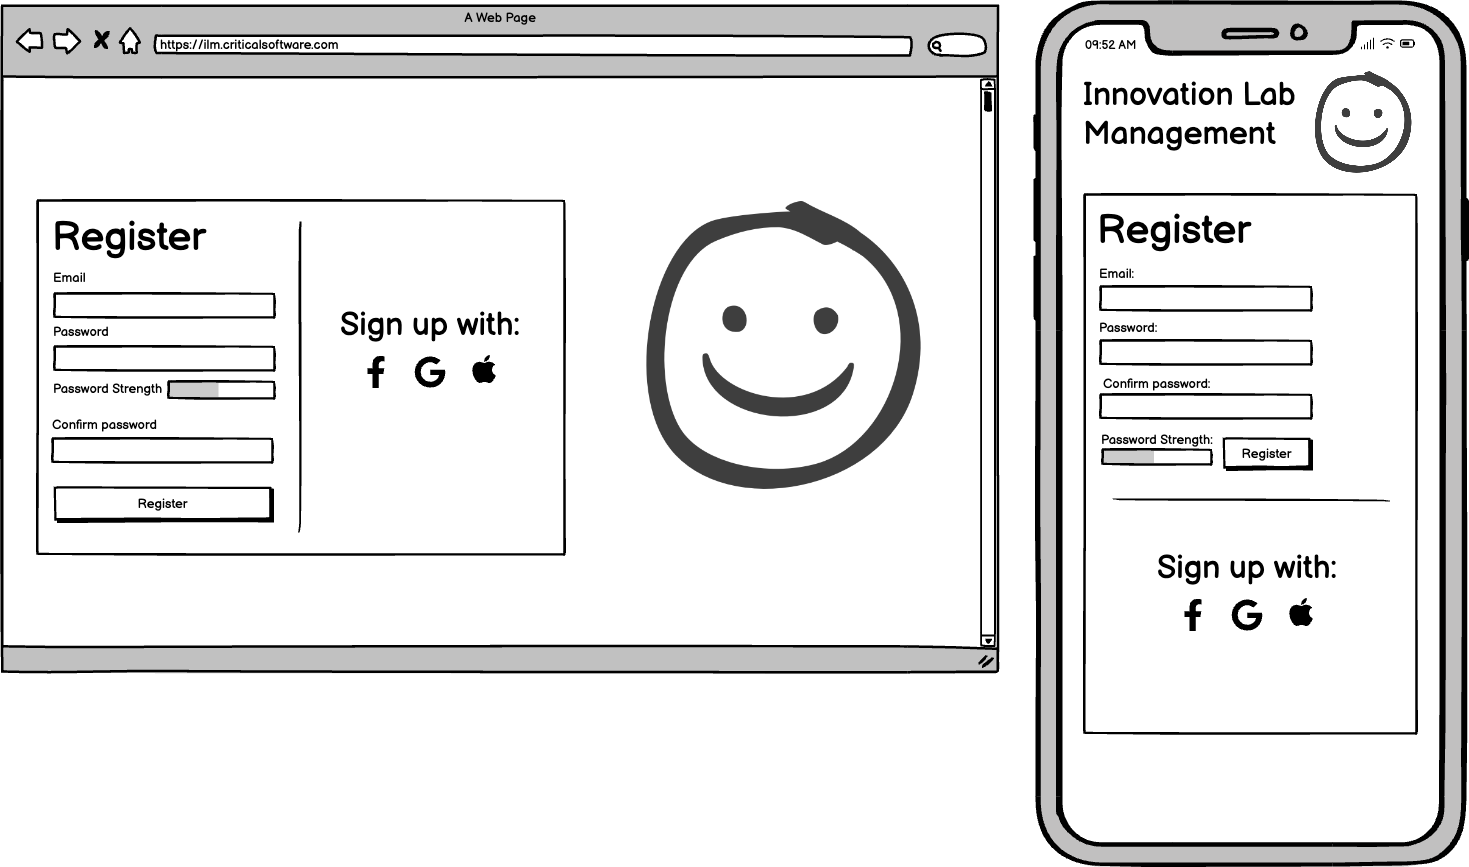 A Web Page
https://ilm.criticalsoftware.com
Register
Email
Password
Password Strength
Confirm password
Register
Sign up with:
09:52 AM
Innovation Lab
Management
Register
Email:
Password:
Confirm password:
Password Strength:
Register
Sign up with: